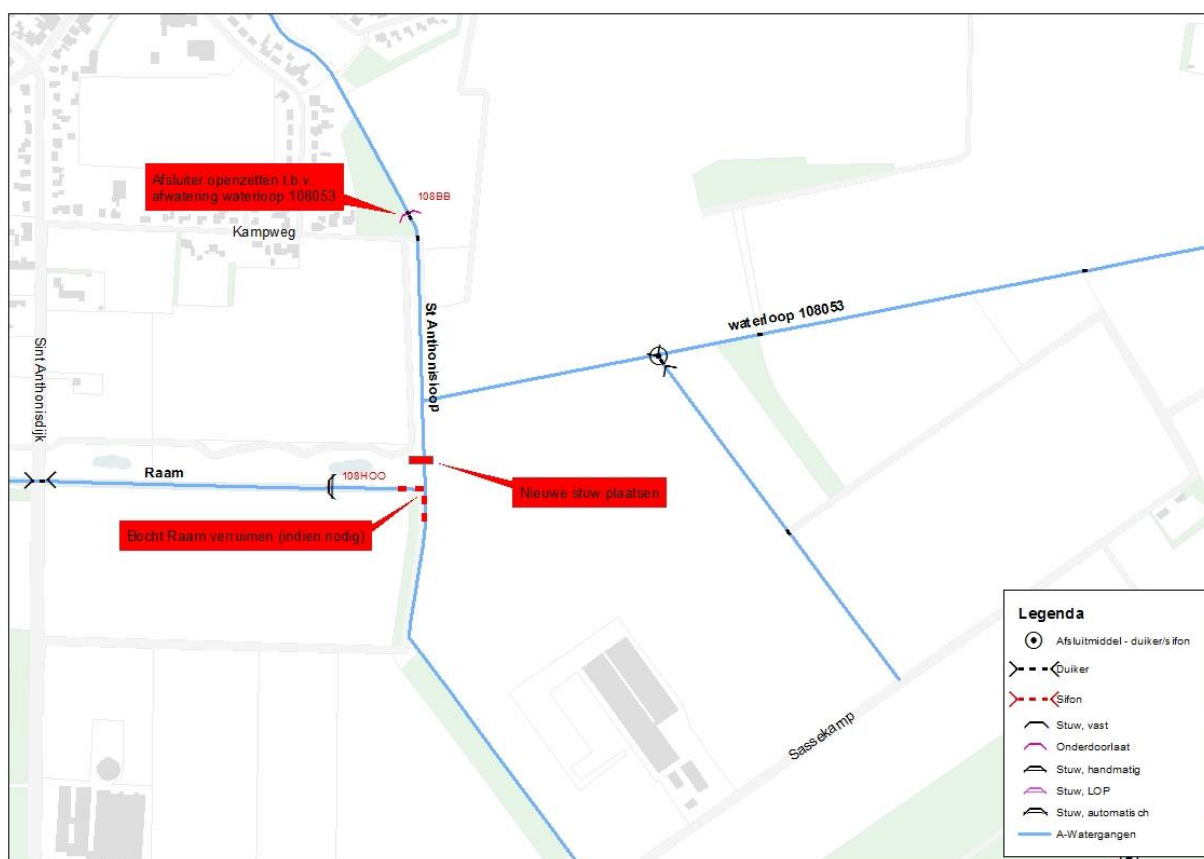 Afsluiter openzetten t.b.v.
afwatering waterloop 108053
108BB
Kampweg
St Anthonisloop
waterloop 108053
Sint Anthonisdijk
Raam
108HOO
Nieuwe stuw plaatsen
Bocht Raam verruimen (indien nodig)
Sassekamp
Legenda
Afsluitmiddel - duiker/sifon
Duiker
Sifon
Stuw, vast
Onderdoorlaat
Stuw, handmatig
Stuw, LOP
Stuw, automatisch
A-Watergangen